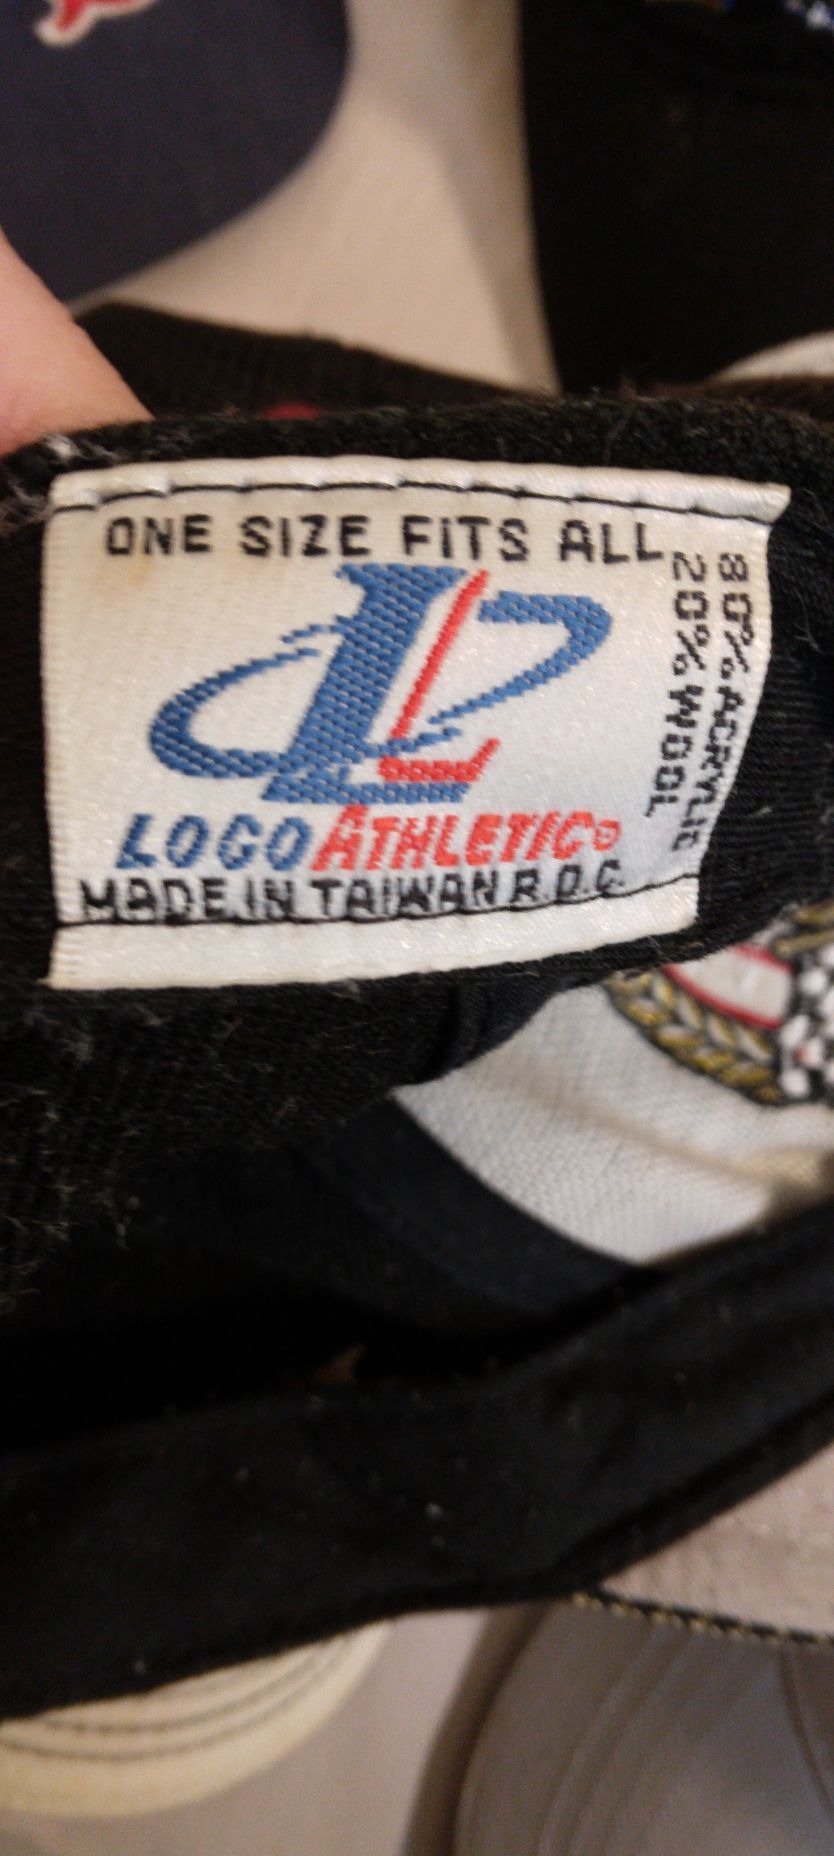 ONE SIZE FITS ALL
80% ACRYLIC
20% WOOL
L
LOGO ATHLETIC®
MADE IN TAIWAN R.O.C.